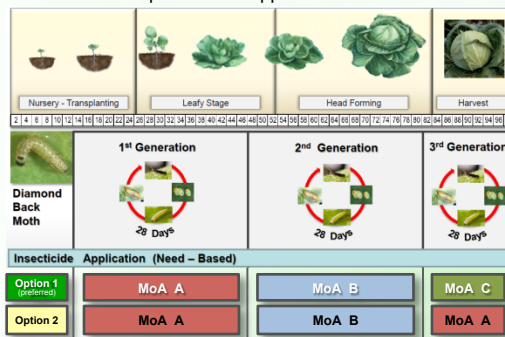 Nursery - Transplanting
Leafy Stage
Head Forming
Harvest
2 4 6 8 10 12 14 16 18 20 22 24 26 28 30 32 34 36 38 40 42 44 46 48 50 52 54 56 58 60 62 64 66 68 70 72 74 76 78 80 82 84 86 88 90 92 94 96
Diamond
Back
Moth
1st Generation
28 Days
2nd Generation
28 Days
3rd Generation
28 Days
Insecticide Application (Need – Based)
Option 1
(preferred)
MoA A
MoA B
MoA C
Option 2
MoA A
MoA B
MoA A